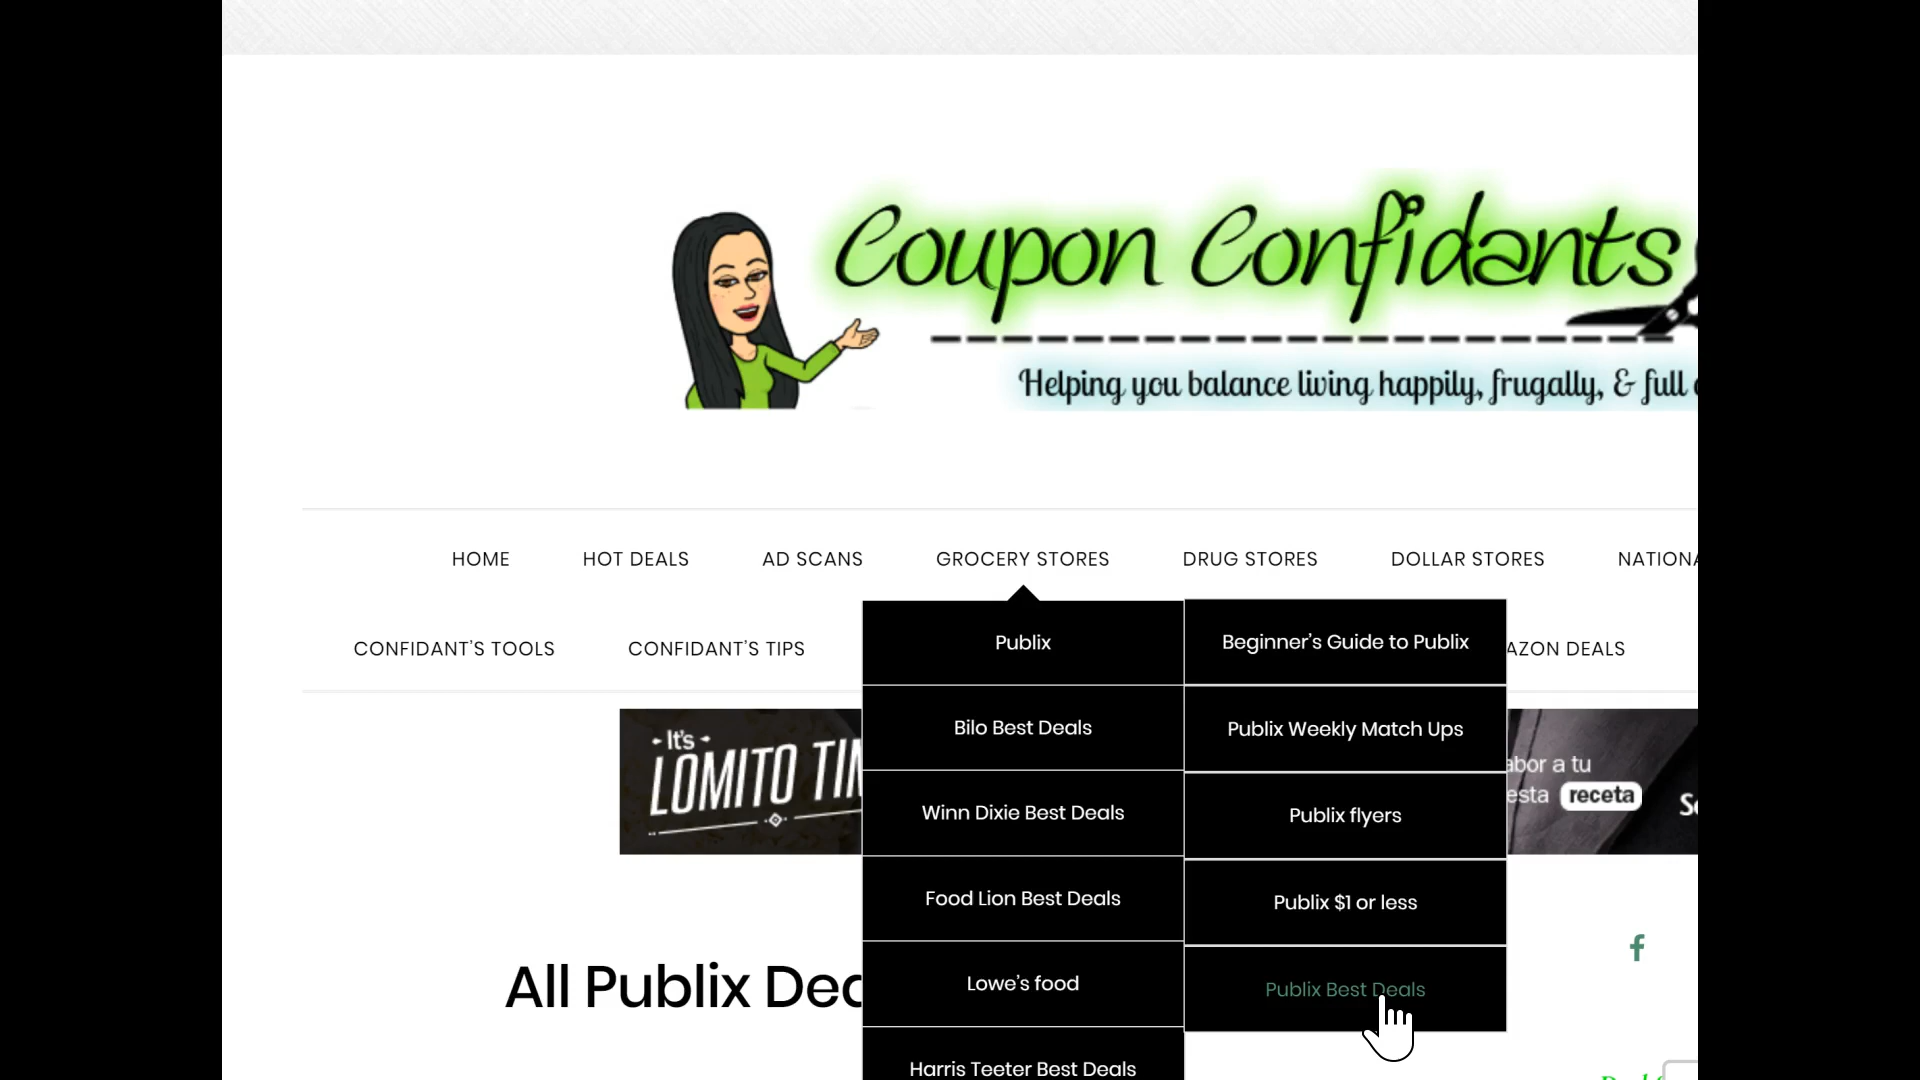 Coupon Confidants
Helping you balance living happily, frugally, & full
HOME HOT DEALS AD SCANS GROCERY STORES DRUG STORES DOLLAR STORES NATIONA
CONFIDANT'S TOOLS CONFIDANT'S TIPS AZON DEALS
Publix
Bilo Best Deals
Winn Dixie Best Deals
Food Lion Best Deals
Lowe's food
Harris Teeter Best Deals
Beginner's Guide to Publix
Publix Weekly Match Ups
Publix flyers
Publix $1 or less
Publix Best Deals
It's
LOMITO TIM
abor a tu
esta receta
All Publix Dea